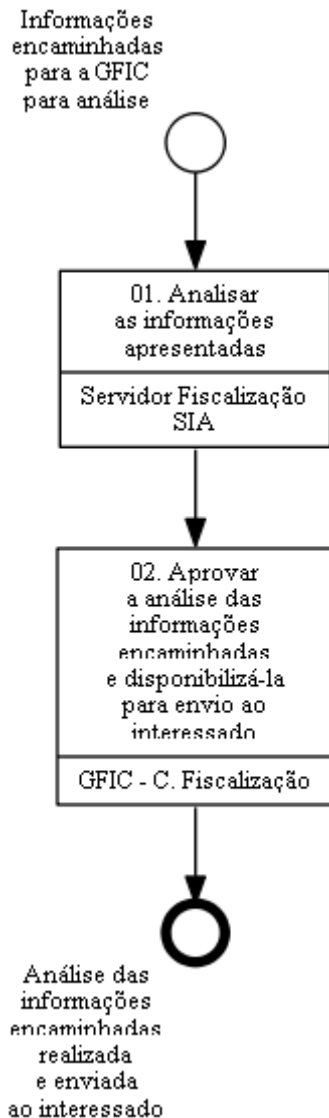 Informações
encaminhadas
para a GFIC
para análise
01. Analisar
as informações
apresentadas
Servidor Fiscalização
SIA
02. Aprovar
a análise das
informações
encaminhadas
e disponibilizá-la
para envio ao
interessado
GFIC - C. Fiscalização
Análise das
informações
encaminhadas
realizada
e enviada
ao interessado